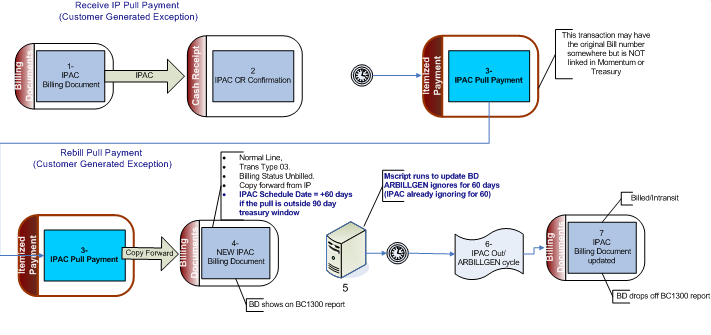 Receive IP Pull Payment
(Customer Generated Exception)
Billing
Documents
1-
IPAC
Billing Document
IPAC
Cash Receipt
2
IPAC CR Confirmation
Itemized
Payment
3-
IPAC Pull Payment
This transaction may have
the original Bill number
somewhere but is NOT
linked in Momentum or
Treasury
Rebill Pull Payment
(Customer Generated Exception)
• Normal Line,
• Trans Type 03.
• Billing Status Unbilled.
• Copy forward from IP
• IPAC Schedule Date = +60 days
if the pull is outside 90 day
treasury window
Mscript runs to update BD
ARBILLGEN ignores for 60 days
(IPAC already ignoring for 60)
Billed/Intransit
Itemized
Payment
3-
IPAC Pull Payment
Copy Forward
Billing
Documents
4-
NEW IPAC
Billing Document
5
6-
IPAC Out/
ARBILLGEN cycle
Billing
Documents
7
IPAC
Billing Document
updated
BD shows on BC1300 report
BD drops off BC1300 report